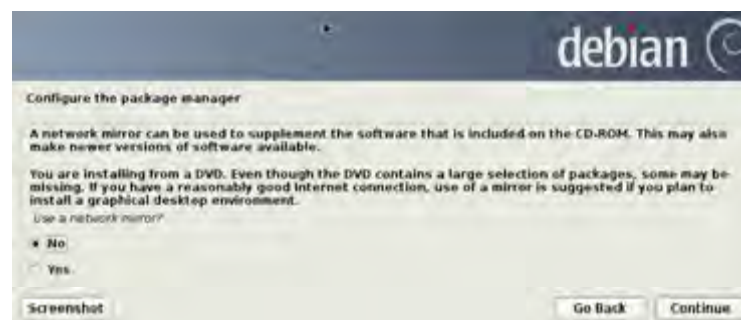 debian
Configure the package manager
A network mirror can be used to supplement the software that is included on the CD-ROM. This may also
make newer versions of software available.
You are installing from a DVD. Even though the DVD contains a large selection of packages, some may be
missing. If you have a reasonably good Internet connection, use of a mirror is suggested if you plan to
install a graphical desktop environment.
Use a network mirror?
No
Yes
Screenshot
Go Back
Continue